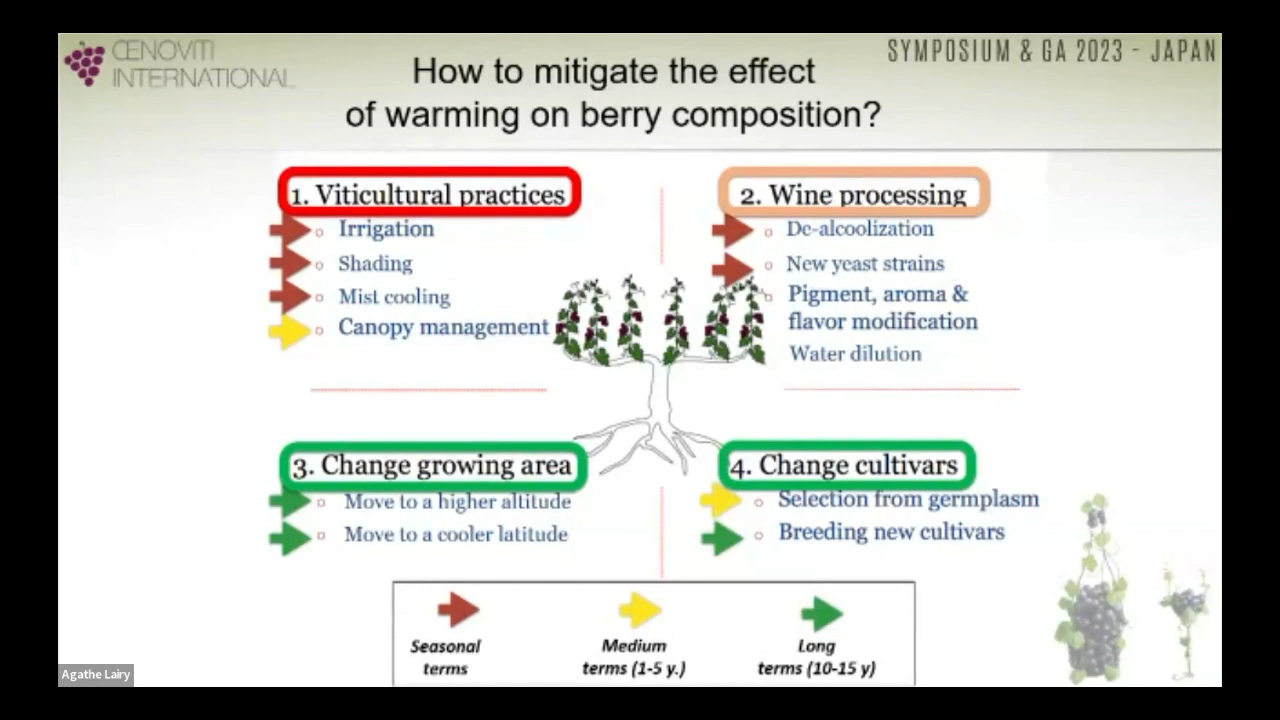 ŒNOVITI
INTERNATIONAL
SYMPOSIUM & GA 2023 - JAPAN
How to mitigate the effect
of warming on berry composition?
1. Viticultural practices
Irrigation
Shading
Mist cooling
Canopy management
2. Wine processing
De-alcoolization
New yeast strains
Pigment, aroma &
flavor modification
Water dilution
3. Change growing area
Move to a higher altitude
Move to a cooler latitude
4. Change cultivars
Selection from germplasm
Breeding new cultivars
Seasonal
terms
Medium
terms (1-5 y.)
Long
terms (10-15 y)
Agathe Lairy